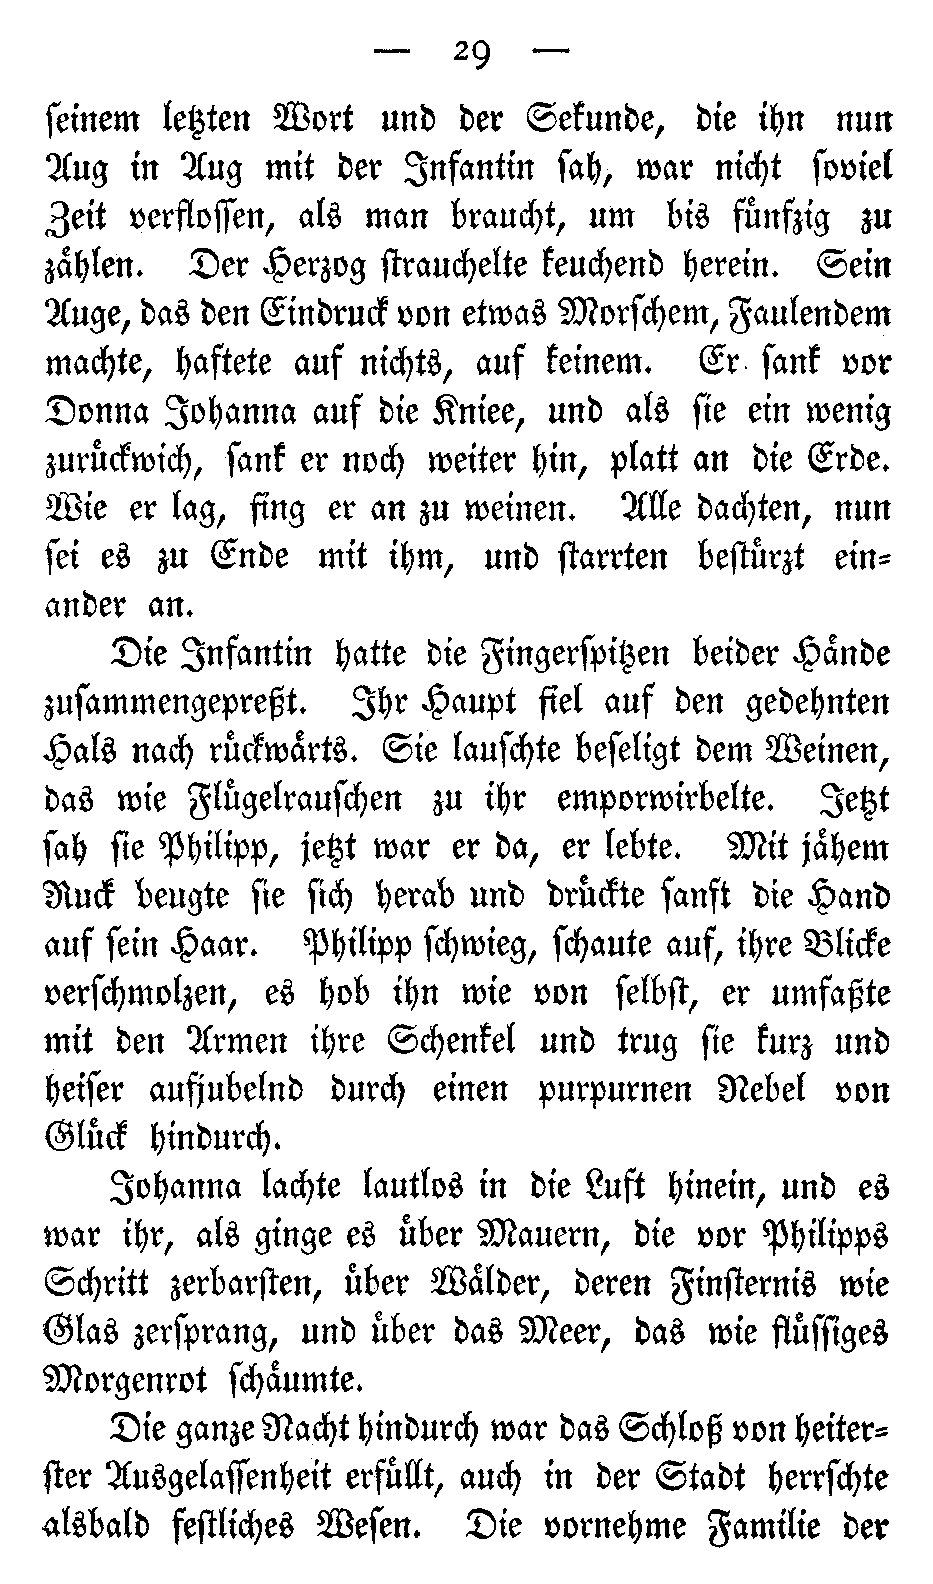 — 29 —
seinem letzten Wort und der Sekunde, die ihn nun
Aug in Aug mit der Infantin sah, war nicht soviel
Zeit verflossen, als man braucht, um bis fünfzig zu
zählen. Der Herzog strauchelte keuchend herein. Sein
Auge, das den Eindruck von etwas Morschem, Faulendem
machte, haftete auf nichts, auf keinem. Er sank vor
Donna Johanna auf die Kniee, und als sie ein wenig
zurückwich, sank er noch weiter hin, platt an die Erde.
Wie er lag, fing er an zu weinen. Alle dachten, nun
sei es zu Ende mit ihm, und starrten bestürzt ein-
ander an.
Die Infantin hatte die Fingerspitzen beider Hände
zusammengepreßt. Ihr Haupt fiel auf den gedehnten
Hals nach rückwärts. Sie lauschte beseligt dem Weinen,
das wie Flügelrauschen zu ihr emporwirbelte. Jetzt
sah sie Philipp, jetzt war er da, er lebte. Mit jähem
Ruck beugte sie sich herab und drückte sanft die Hand
auf sein Haar. Philipp schwieg, schaute auf, ihre Blicke
verschmolzen, es hob ihn wie von selbst, er umfaßte
mit den Armen ihre Schenkel und trug sie kurz und
heiser aufjubelnd durch einen purpurnen Nebel von
Glück hindurch.
Johanna lachte lautlos in die Luft hinein, und es
war ihr, als ginge es über Mauern, die vor Philipps
Schritt zerbarsten, über Wälder, deren Finsternis wie
Glas zersprang, und über das Meer, das wie flüssiges
Morgenrot schäumte.
Die ganze Nacht hindurch war das Schloß von heiter-
ster Ausgelassenheit erfüllt, auch in der Stadt herrschte
alsbald festliches Wesen. Die vornehme Familie der